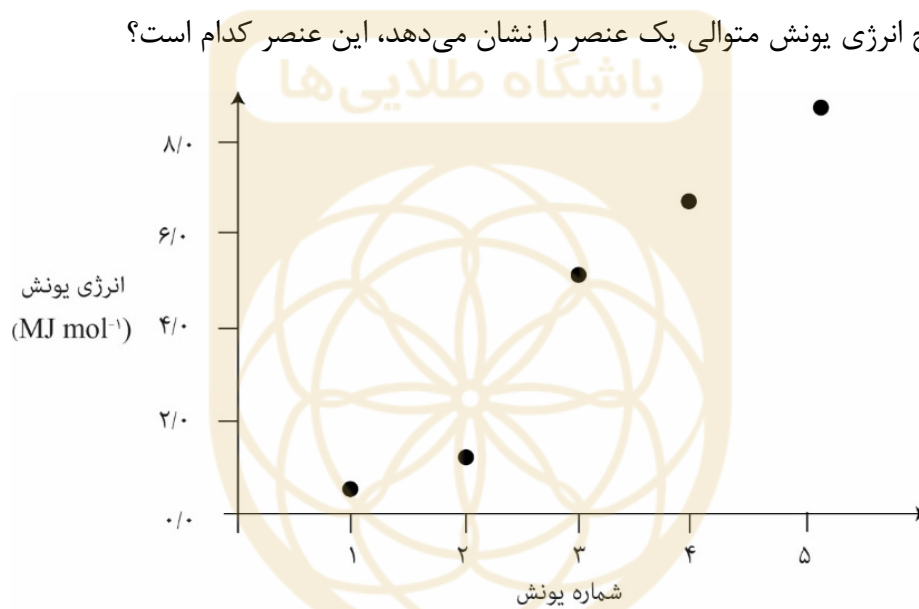 انرژی یونش متوالی یک عنصر را نشان می‌دهد، این عنصر کدام است؟
باشگاه طلایی‌ها
۸/۰
۶/۰
انرژی یونش
(MJ mol⁻¹)
۴/۰
۲/۰
۰/۰
۱ ۲ ۳ ۴ ۵
شماره یونش